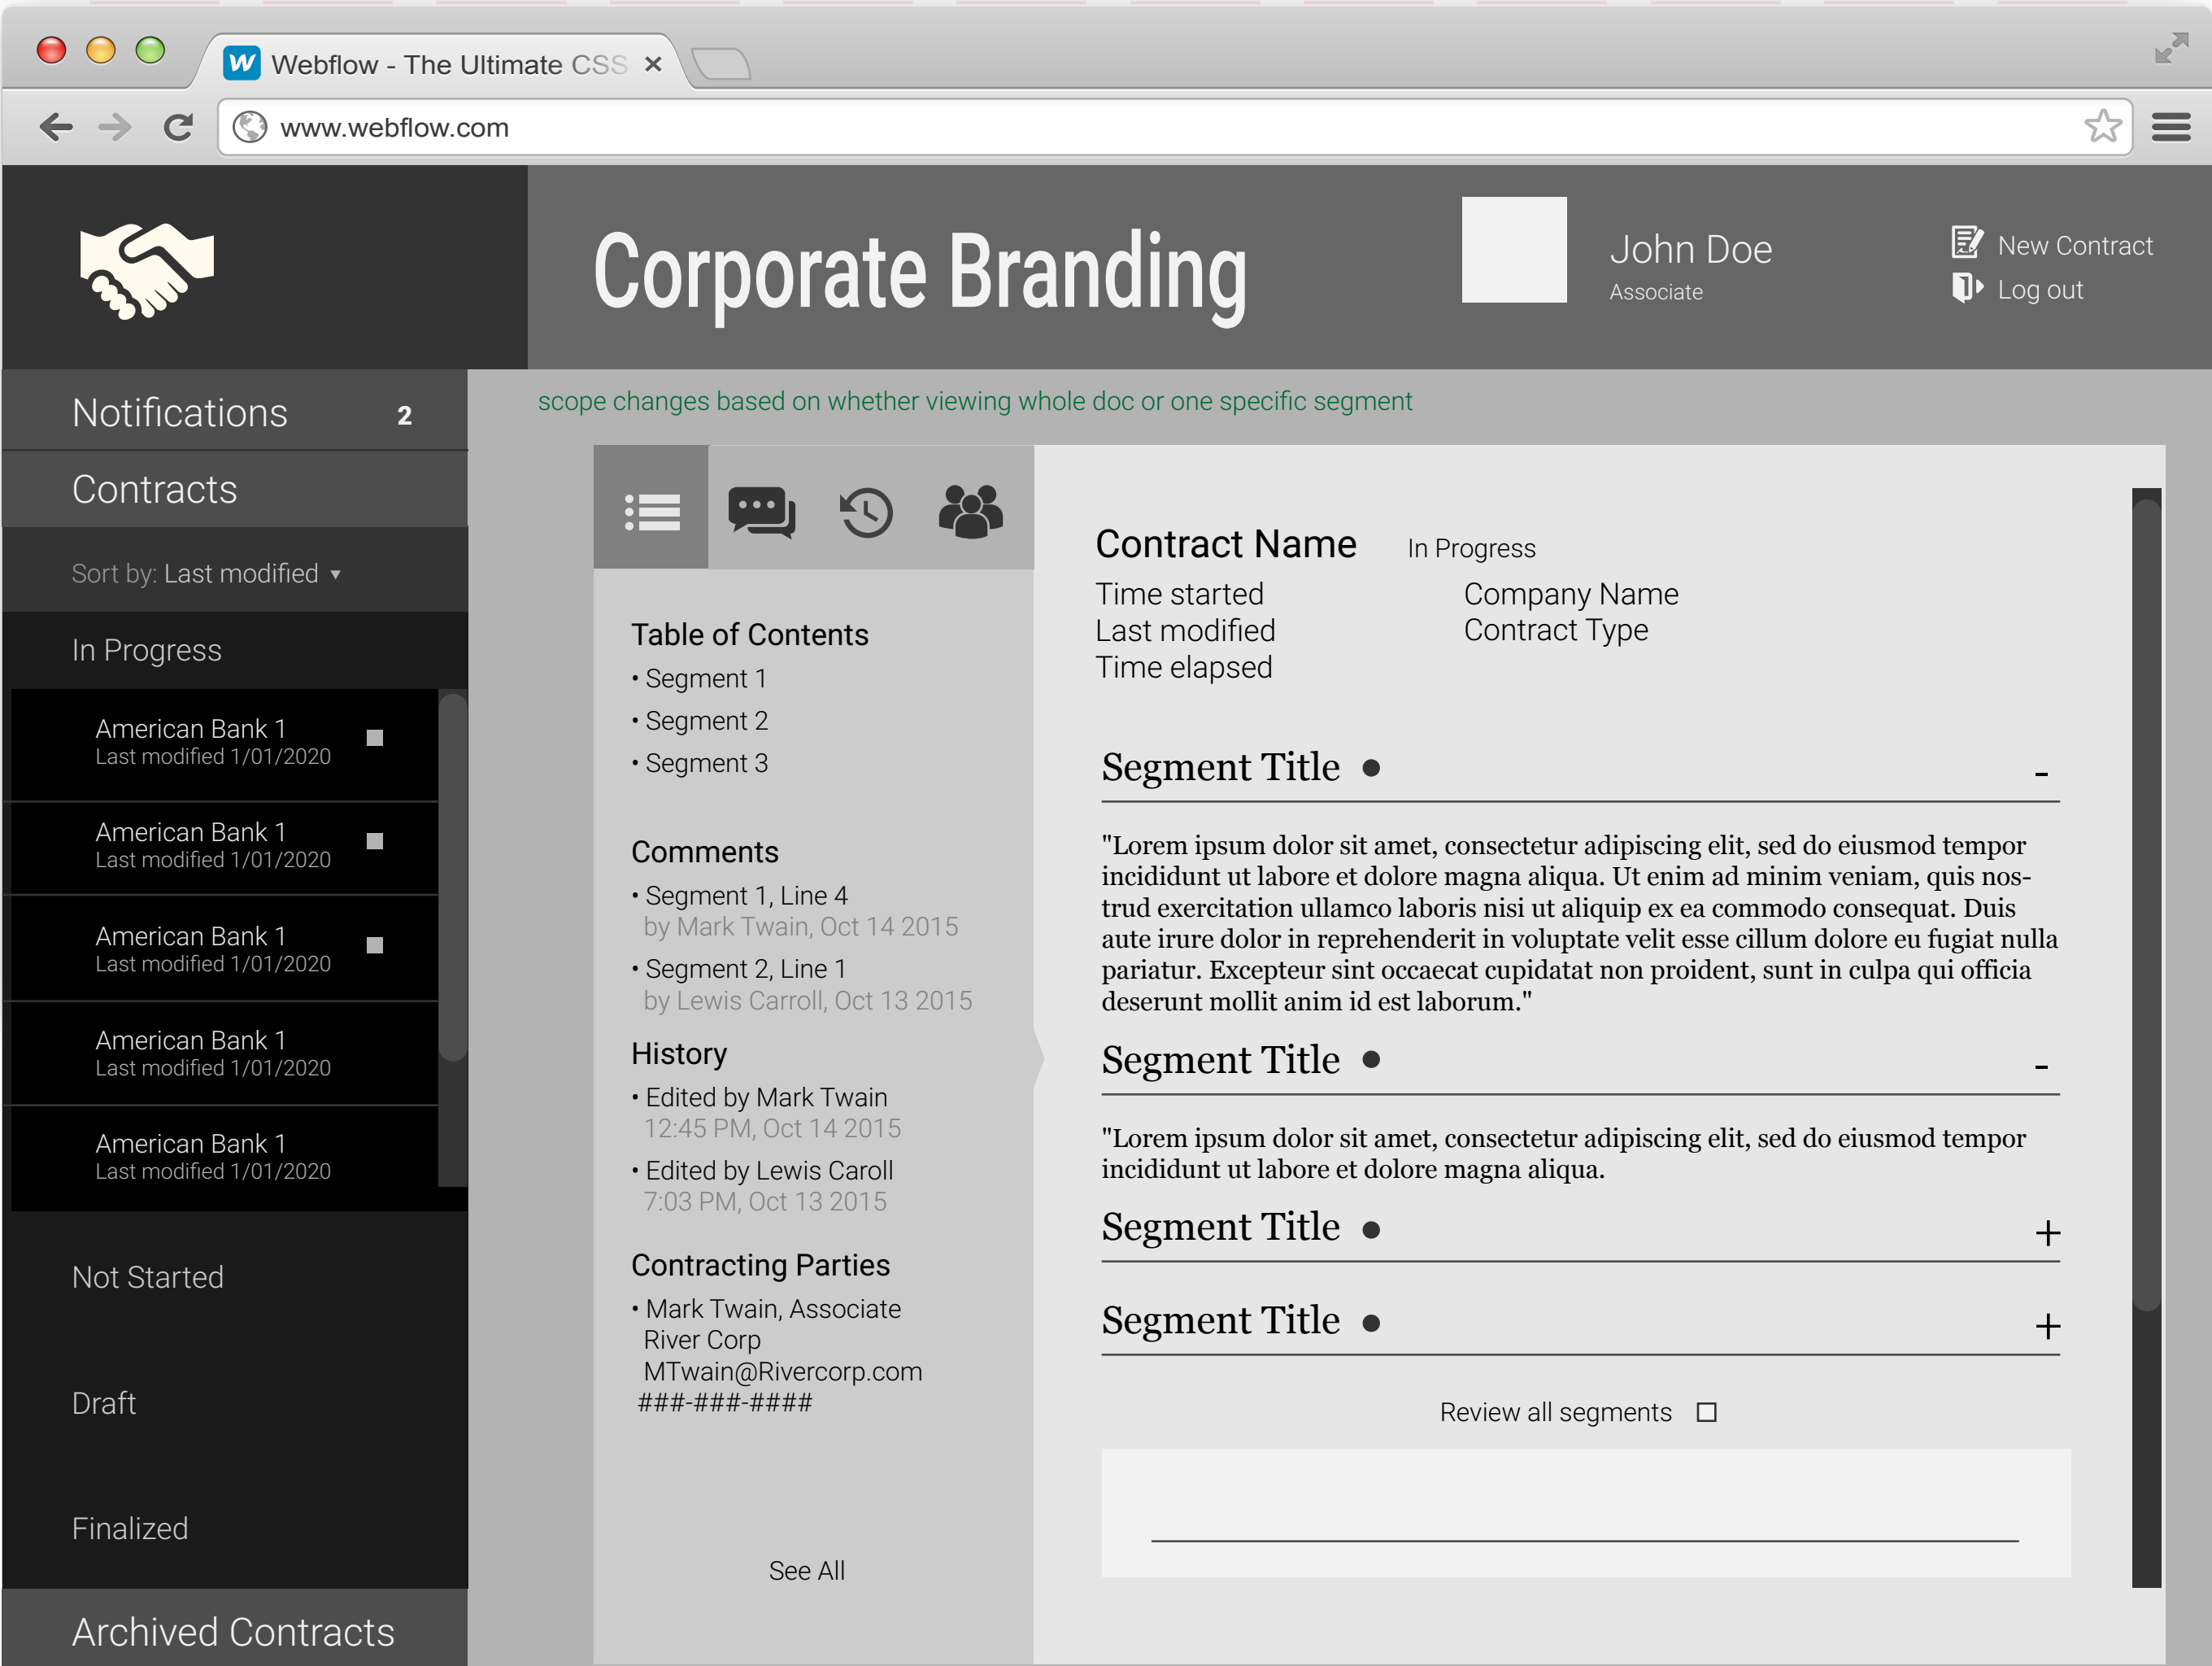 Webflow - The Ultimate CSS
www.webflow.com
Corporate Branding
John Doe
Associate
New Contract
Log out
Notifications 2
Contracts
Sort by: Last modified
In Progress
American Bank 1
Last modified 1/01/2020
American Bank 1
Last modified 1/01/2020
American Bank 1
Last modified 1/01/2020
American Bank 1
Last modified 1/01/2020
American Bank 1
Last modified 1/01/2020
Not Started
Draft
Finalized
Archived Contracts
scope changes based on whether viewing whole doc or one specific segment
Table of Contents
• Segment 1
• Segment 2
• Segment 3
Comments
• Segment 1, Line 4
by Mark Twain, Oct 14 2015
• Segment 2, Line 1
by Lewis Carroll, Oct 13 2015
History
• Edited by Mark Twain
12:45 PM, Oct 14 2015
• Edited by Lewis Caroll
7:03 PM, Oct 13 2015
Contracting Parties
• Mark Twain, Associate
River Corp
MTwain@Rivercorp.com
###-###-####
See All
Contract Name In Progress
Time started Company Name
Last modified Contract Type
Time elapsed
Segment Title ● -
"Lorem ipsum dolor sit amet, consectetur adipiscing elit, sed do eiusmod tempor
incididunt ut labore et dolore magna aliqua. Ut enim ad minim veniam, quis nos-
trud exercitation ullamco laboris nisi ut aliquip ex ea commodo consequat. Duis
aute irure dolor in reprehenderit in voluptate velit esse cillum dolore eu fugiat nulla
pariatur. Excepteur sint occaecat cupidatat non proident, sunt in culpa qui officia
deserunt mollit anim id est laborum."
Segment Title ● -
"Lorem ipsum dolor sit amet, consectetur adipiscing elit, sed do eiusmod tempor
incididunt ut labore et dolore magna aliqua.
Segment Title ● +
Segment Title ● +
Review all segments